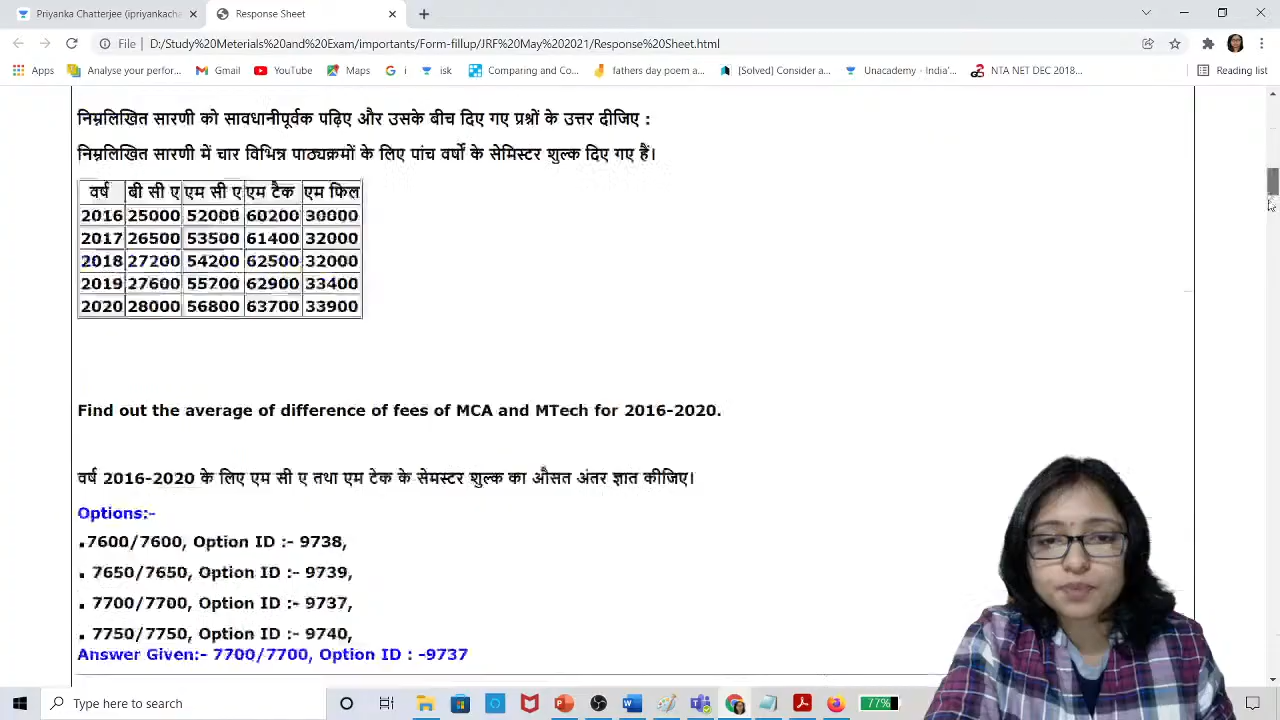 Priyanka Chatterjee (ipriyankacha
Response Sheet
File
D:/Study%20Materials%20and%20Exam/importants/Form-fillup/JRF%20May%202021/Response%20Sheet.html
Apps Analyse your perfor... Gmail YouTube Maps i isk Comparing and Co... fathers day poem a... [Solved] Consider a... Unacademy - India'... NTA NET DEC 2018... Reading list
निम्नलिखित सारणी को सावधानीपूर्वक पढ़िए और उसके बीच दिए गए प्रश्नों के उत्तर दीजिए :
निम्नलिखित सारणी में चार विभिन्न पाठ्यक्रमों के लिए पांच वर्षों के सेमिस्टर शुल्क दिए गए हैं।
वर्ष बी सी ए एम सी ए एम टैक एम फिल
2016 25000 52000 60200 30000
2017 26500 53500 61400 32000
2018 27200 54200 62500 32000
2019 27600 55700 62900 33400
2020 28000 56800 63700 33900
Find out the average of difference of fees of MCA and MTech for 2016-2020.
वर्ष 2016-2020 के लिए एम सी ए तथा एम टेक के सेमस्टर शुल्क का औसत अंतर ज्ञात कीजिए।
Options:-
7600/7600, Option ID :- 9738,
7650/7650, Option ID :- 9739,
7700/7700, Option ID :- 9737,
7750/7750, Option ID :- 9740,
Answer Given:- 7700/7700, Option ID : -9737
Type here to search
77%